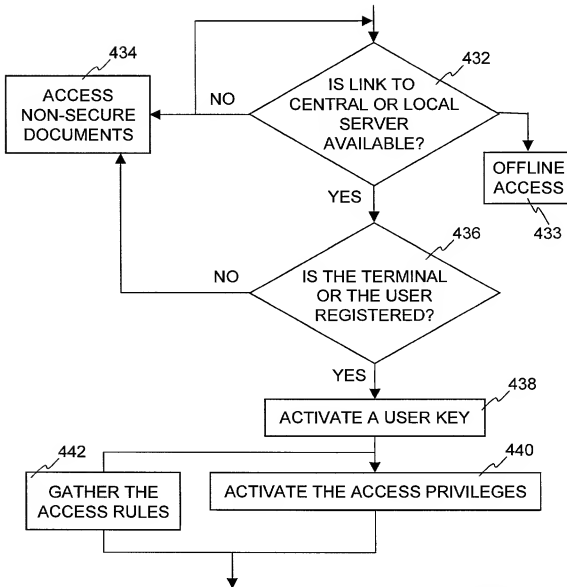 434
ACCESS
NON-SECURE
DOCUMENTS
NO
432
IS LINK TO
CENTRAL OR LOCAL
SERVER
AVAILABLE?
OFFLINE
ACCESS
433
YES
436
NO
IS THE TERMINAL
OR THE USER
REGISTERED?
YES
438
ACTIVATE A USER KEY
442
GATHER THE
ACCESS RULES
440
ACTIVATE THE ACCESS PRIVILEGES